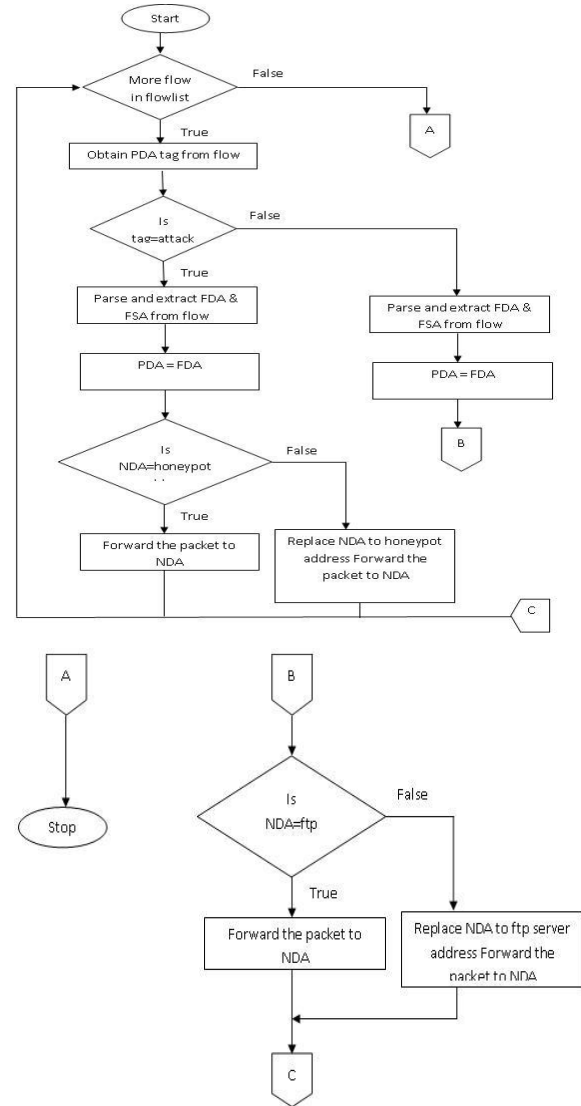 Start
More flow
in flowlist
False
A
True
Obtain PDA tag from flow
Is
tag=attack
False
True
Parse and extract FDA &
FSA from flow
Parse and extract FDA &
FSA from flow
PDA = FDA
PDA = FDA
B
Is
NDA=honeypot
False
True
Forward the packet to
NDA
Replace NDA to honeypot
address Forward the
packet to NDA
C
A
B
Is
NDA=ftp
False
Stop
True
Forward the packet to
NDA
Replace NDA to ftp server
address Forward the
packet to NDA
C